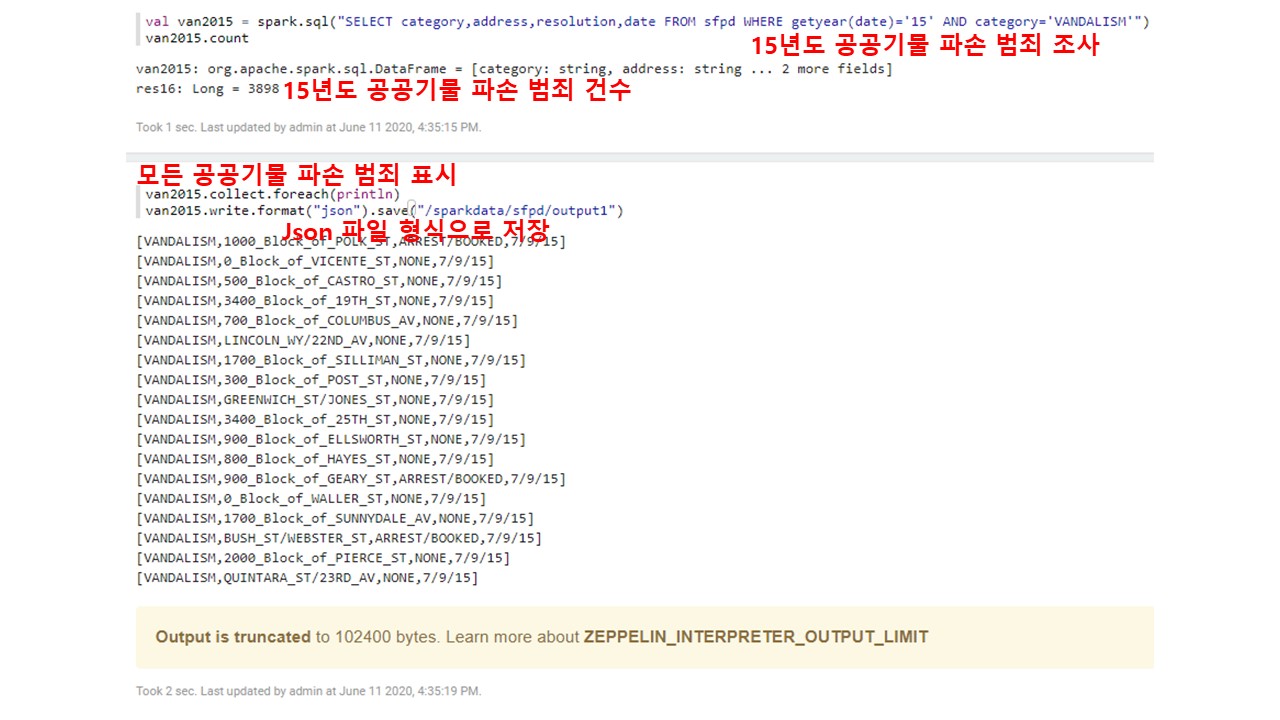 val van2015 = spark.sql("SELECT category,address,resolution,date FROM sfpd WHERE getyear(date)='15' AND category='VANDALISM'")
van2015.count
15년도 공공기물 파손 범죄 조사
van2015: org.apache.spark.sql.DataFrame = [category: string, address: string ... 2 more fields]
res16: Long = 3898 15년도 공공기물 파손 범죄 건수
Took 1 sec. Last updated by admin at June 11 2020, 4:35:15 PM.
모든 공공기물 파손 범죄 표시
van2015.collect.foreach(println)
van2015.write.format("json").save("/sparkdata/sfpd/output1")
Json 파일 형식으로 저장
[VANDALISM,1000_Block_of_POLK_ST,ARREST/BOOKED,7/9/15]
[VANDALISM,0_Block_of_VICENTE_ST,NONE,7/9/15]
[VANDALISM,500_Block_of_CASTRO_ST,NONE,7/9/15]
[VANDALISM,3400_Block_of_19TH_ST,NONE,7/9/15]
[VANDALISM,700_Block_of_COLUMBUS_AV,NONE,7/9/15]
[VANDALISM,LINCOLN_WY/22ND_AV,NONE,7/9/15]
[VANDALISM,1700_Block_of_SILLIMAN_ST,NONE,7/9/15]
[VANDALISM,300_Block_of_POST_ST,NONE,7/9/15]
[VANDALISM,GREENWICH_ST/JONES_ST,NONE,7/9/15]
[VANDALISM,3400_Block_of_25TH_ST,NONE,7/9/15]
[VANDALISM,900_Block_of_ELLSWORTH_ST,NONE,7/9/15]
[VANDALISM,800_Block_of_HAYES_ST,NONE,7/9/15]
[VANDALISM,900_Block_of_GEARY_ST,ARREST/BOOKED,7/9/15]
[VANDALISM,0_Block_of_WALLER_ST,NONE,7/9/15]
[VANDALISM,1700_Block_of_SUNNYDALE_AV,NONE,7/9/15]
[VANDALISM,BUSH_ST/WEBSTER_ST,ARREST/BOOKED,7/9/15]
[VANDALISM,2000_Block_of_PIERCE_ST,NONE,7/9/15]
[VANDALISM,QUINTARA_ST/23RD_AV,NONE,7/9/15]
Output is truncated to 102400 bytes. Learn more about ZEPPELIN_INTERPRETER_OUTPUT_LIMIT
Took 2 sec. Last updated by admin at June 11 2020, 4:35:19 PM.